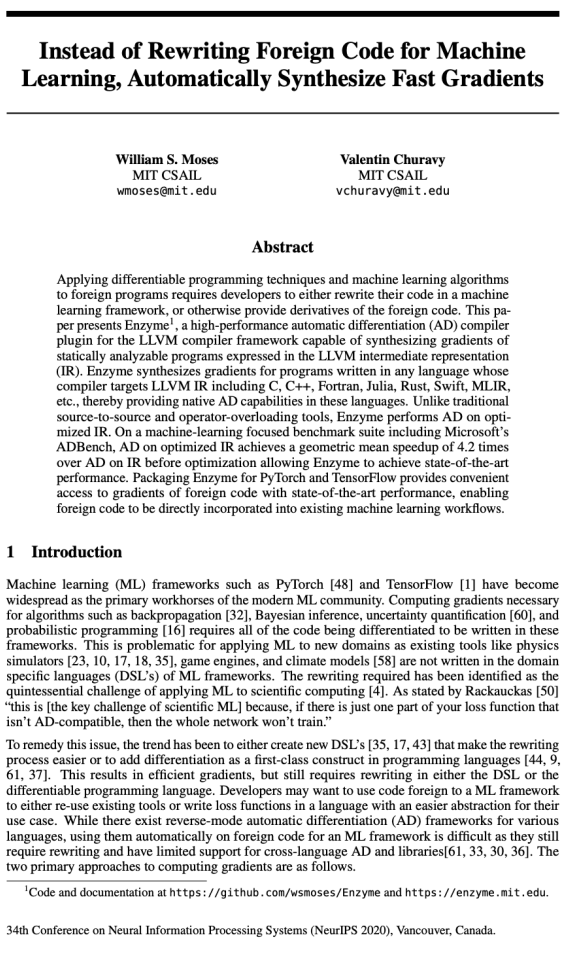 Instead of Rewriting Foreign Code for Machine
Learning, Automatically Synthesize Fast Gradients
William S. Moses
MIT CSAIL
wmoses@mit.edu
Valentin Churavy
MIT CSAIL
vchuravy@mit.edu
Abstract
Applying differentiable programming techniques and machine learning algorithms
to foreign programs requires developers to either rewrite their code in a machine
learning framework, or otherwise provide derivatives of the foreign code. This pa-
per presents Enzyme1, a high-performance automatic differentiation (AD) compiler
plugin for the LLVM compiler framework capable of synthesizing gradients of
statically analyzable programs expressed in the LLVM intermediate representation
(IR). Enzyme synthesizes gradients for programs written in any language whose
compiler targets LLVM IR including C, C++, Fortran, Julia, Rust, Swift, MLIR,
etc., thereby providing native AD capabilities in these languages. Unlike traditional
source-to-source and operator-overloading tools, Enzyme performs AD on opti-
mized IR. On a machine-learning focused benchmark suite including Microsoft's
ADBench, AD on optimized IR achieves a geometric mean speedup of 4.2 times
over AD on IR before optimization allowing Enzyme to achieve state-of-the-art
performance. Packaging Enzyme for PyTorch and TensorFlow provides convenient
access to gradients of foreign code with state-of-the-art performance, enabling
foreign code to be directly incorporated into existing machine learning workflows.
1 Introduction
Machine learning (ML) frameworks such as PyTorch [48] and TensorFlow [1] have become
widespread as the primary workhorses of the modern ML community. Computing gradients necessary
for algorithms such as backpropagation [32], Bayesian inference, uncertainty quantification [60], and
probabilistic programming [16] requires all of the code being differentiated to be written in these
frameworks. This is problematic for applying ML to new domains as existing tools like physics
simulators [23, 10, 17, 18, 35], game engines, and climate models [58] are not written in the domain
specific languages (DSL's) of ML frameworks. The rewriting required has been identified as the
quintessential challenge of applying ML to scientific computing [4]. As stated by Rackauckas [50]
"this is [the key challenge of scientific ML] because, if there is just one part of your loss function that
isn't AD-compatible, then the whole network won't train."
To remedy this issue, the trend has been to either create new DSL's [35, 17, 43] that make the rewriting
process easier or to add differentiation as a first-class construct in programming languages [44, 9,
61, 37]. This results in efficient gradients, but still requires rewriting in either the DSL or the
differentiable programming language. Developers may want to use code foreign to a ML framework
to either re-use existing tools or write loss functions in a language with an easier abstraction for their
use case. While there exist reverse-mode automatic differentiation (AD) frameworks for various
languages, using them automatically on foreign code for an ML framework is difficult as they still
require rewriting and have limited support for cross-language AD and libraries[61, 33, 30, 36]. The
two primary approaches to computing gradients are as follows.
1Code and documentation at https://github.com/wsmoses/Enzyme and https://enzyme.mit.edu.
34th Conference on Neural Information Processing Systems (NeurIPS 2020), Vancouver, Canada.